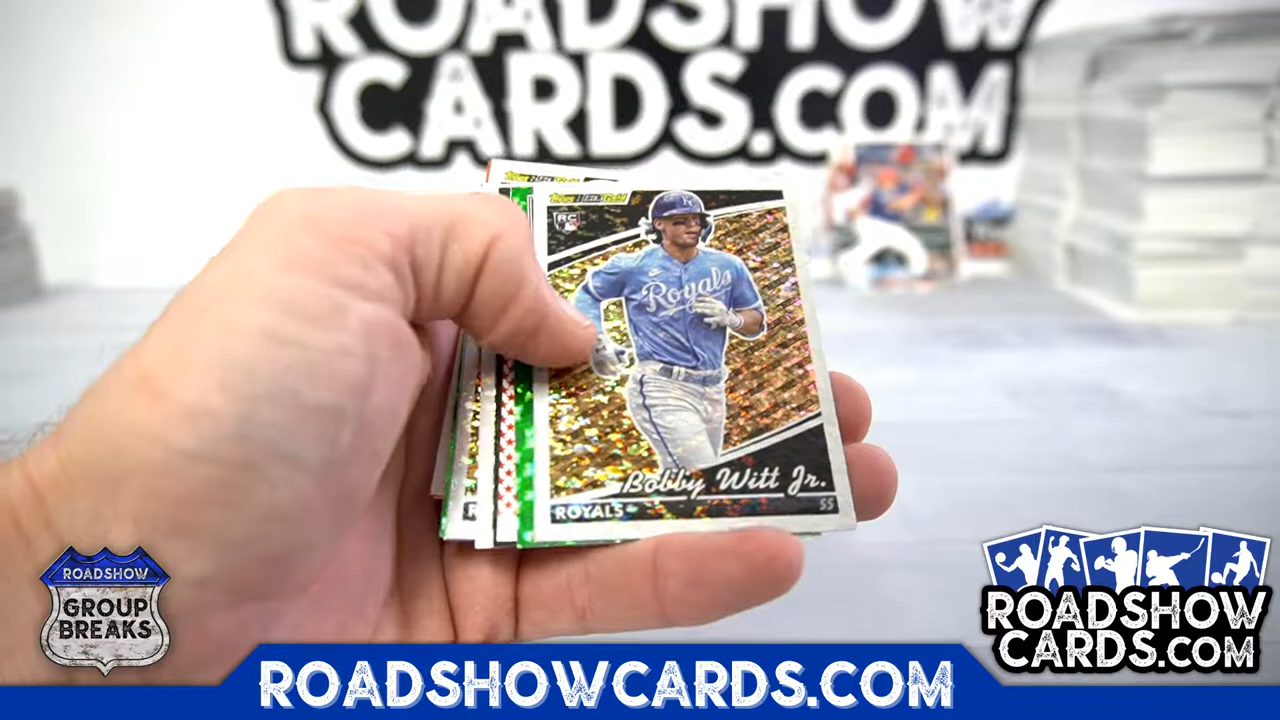 ROADSHOW
CARDS.COM
RC
Royals
Bobby Witt Jr.
ROYALS
SS
R
ROADSHOW
GROUP
BREAKS
ROADSHOW
CARDS.COM
ROADSHOWCARDS.COM